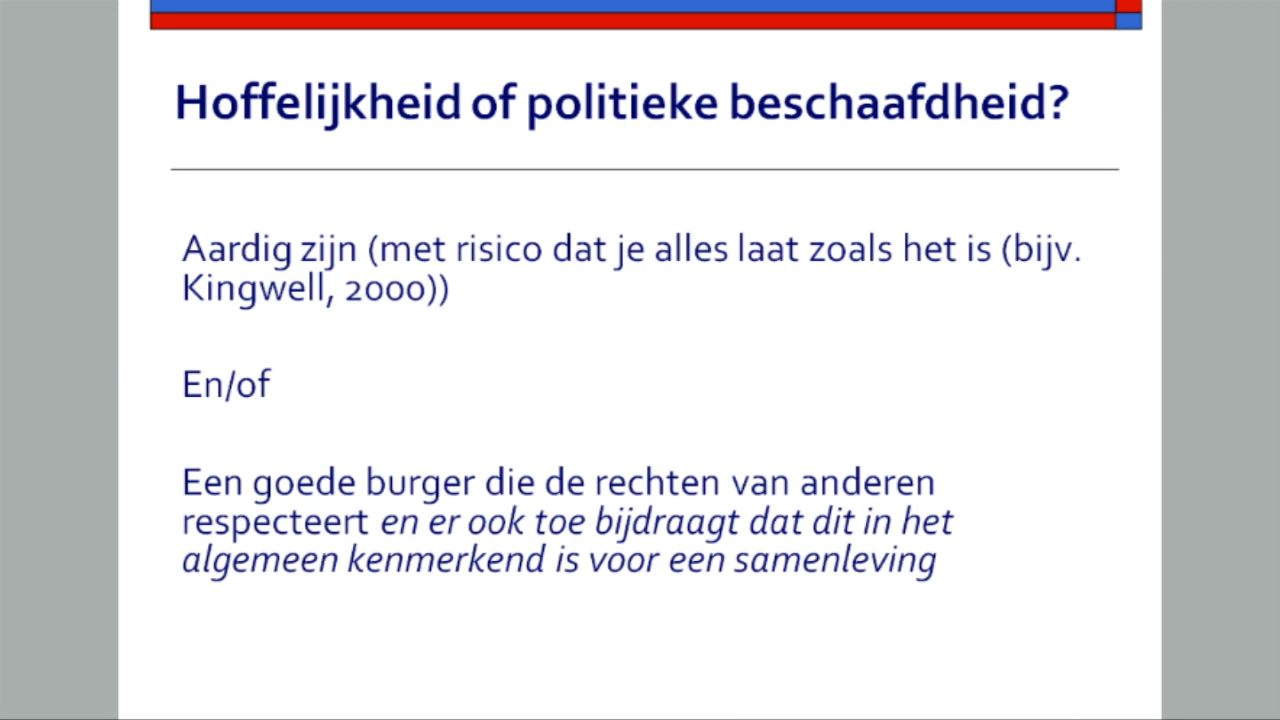 Hoffelijkheid of politieke beschaafdheid?
Aardig zijn (met risico dat je alles laat zoals het is (bijv.
Kingwell, 2000))
En/of
Een goede burger die de rechten van anderen
respecteert en er ook toe bijdraagt dat dit in het
algemeen kenmerkend is voor een samenleving